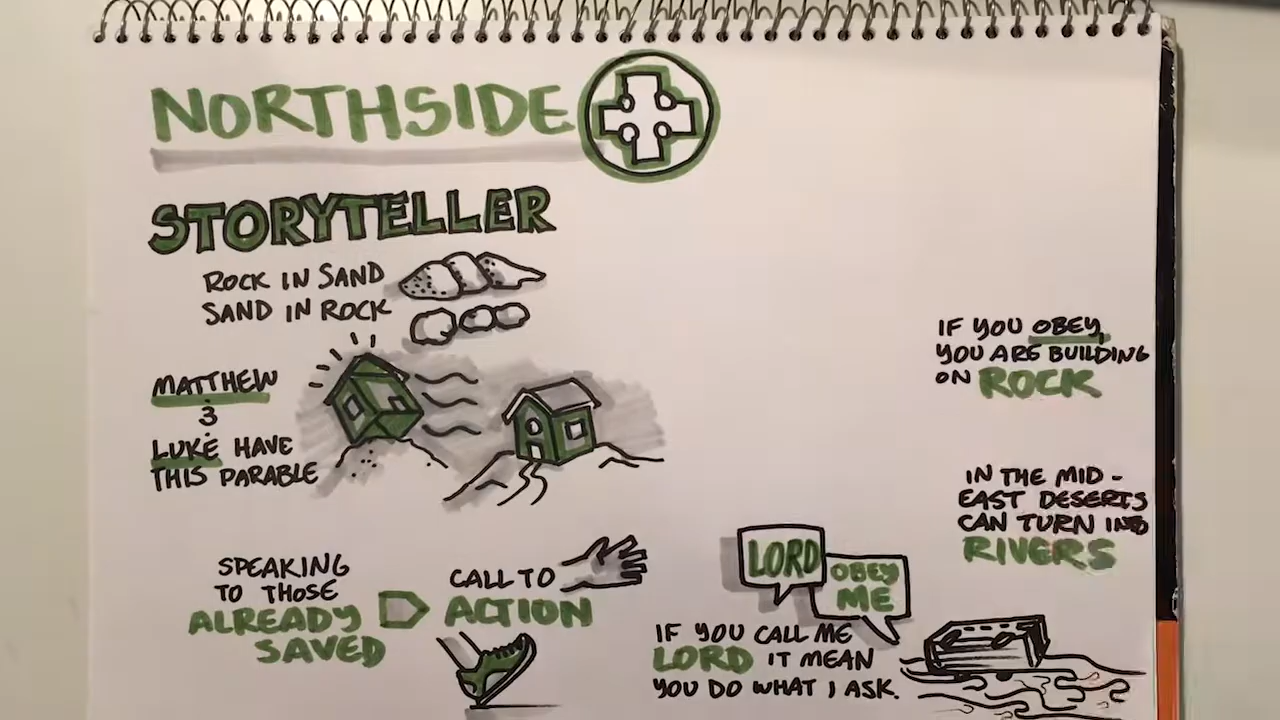 NORTHSIDE
STORYTELLER
ROCK IN SAND
SAND IN ROCK
MATTHEW
&
LUKE HAVE
THIS PARABLE
SPEAKING
TO THOSE
ALREADY
SAVED
CALL TO
ACTION
LORD
OBEY
ME
IF YOU CALL ME
LORD IT MEAN
YOU DO WHAT I ASK.
IF YOU OBEY,
YOU ARE BUILDING
ON ROCK
IN THE MID-
EAST DESERTS
CAN TURN INTO
RIVERS